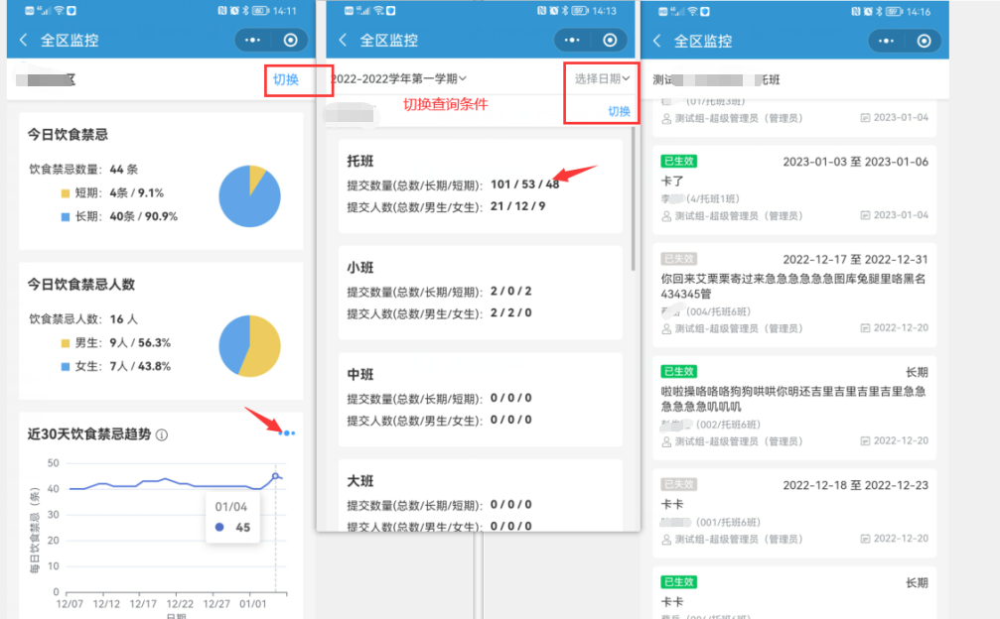 14:11
全区监控
区
切换
今日饮食禁忌
饮食禁忌数量: 44 条
短期: 4条 / 9.1%
长期: 40条 / 90.9%
今日饮食禁忌人数
饮食禁忌人数: 16 人
男生: 9人 / 56.3%
女生: 7人 / 43.8%
近30天饮食禁忌趋势
每日饮食禁忌（条）
50
40
30
20
10
0
01/04
45
12/07 12/12 12/17 12/22 12/27 01/01
日期
14:13
全区监控
2022-2022学年第一学期
选择日期
切换查询条件
切换
托班
提交数量(总数/长期/短期): 101 / 53 / 48
提交人数(总数/男生/女生): 21 / 12 / 9
小班
提交数量(总数/长期/短期): 2 / 0 / 2
提交人数(总数/男生/女生): 2 / 2 / 0
中班
提交数量(总数/长期/短期): 0 / 0 / 0
提交人数(总数/男生/女生): 0 / 0 / 0
大班
提交数量(总数/长期/短期): 0 / 0 / 0
提交人数(总数/男生/女生): 0 / 0 / 0
14:16
全区监控
测试 托班
(01/托班3班)
测试组-超级管理员（管理员） 2023-01-04
已生效 2023-01-03 至 2023-01-06
卡了
李 (4/托班1班)
测试组-超级管理员（管理员） 2023-01-04
已失效 2022-12-17 至 2022-12-31
你回来艾栗栗寄过来急急急急急急图库兔腿里咯黑名
434345管
(004/托班6班)
测试组-超级管理员（管理员） 2022-12-20
已生效 长期
啦啦操咯咯咯狗狗哄哄你明还吉里吉里吉里吉里急急
急急急急急叽叽叽
(002/托班6班)
测试组-超级管理员（管理员） 2022-12-20
已失效 2022-12-18 至 2022-12-23
卡卡
(001/托班6班)
测试组-超级管理员（管理员） 2022-12-20
已生效 长期
卡卡